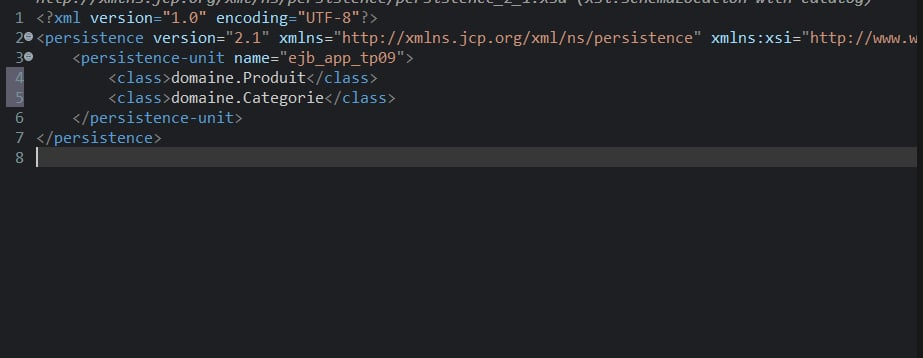 http://xmlns.jcp.org/xml/ns/persistence/persistence_2_1.xsd (xsi:schemaLocation with catalog)
1 <?xml version="1.0" encoding="UTF-8"?>
2 <persistence version="2.1" xmlns="http://xmlns.jcp.org/xml/ns/persistence" xmlns:xsi="http://www.w
3 <persistence-unit name="ejb_app_tp09">
4 <class>domaine.Produit</class>
5 <class>domaine.Categorie</class>
6 </persistence-unit>
7 </persistence>
8